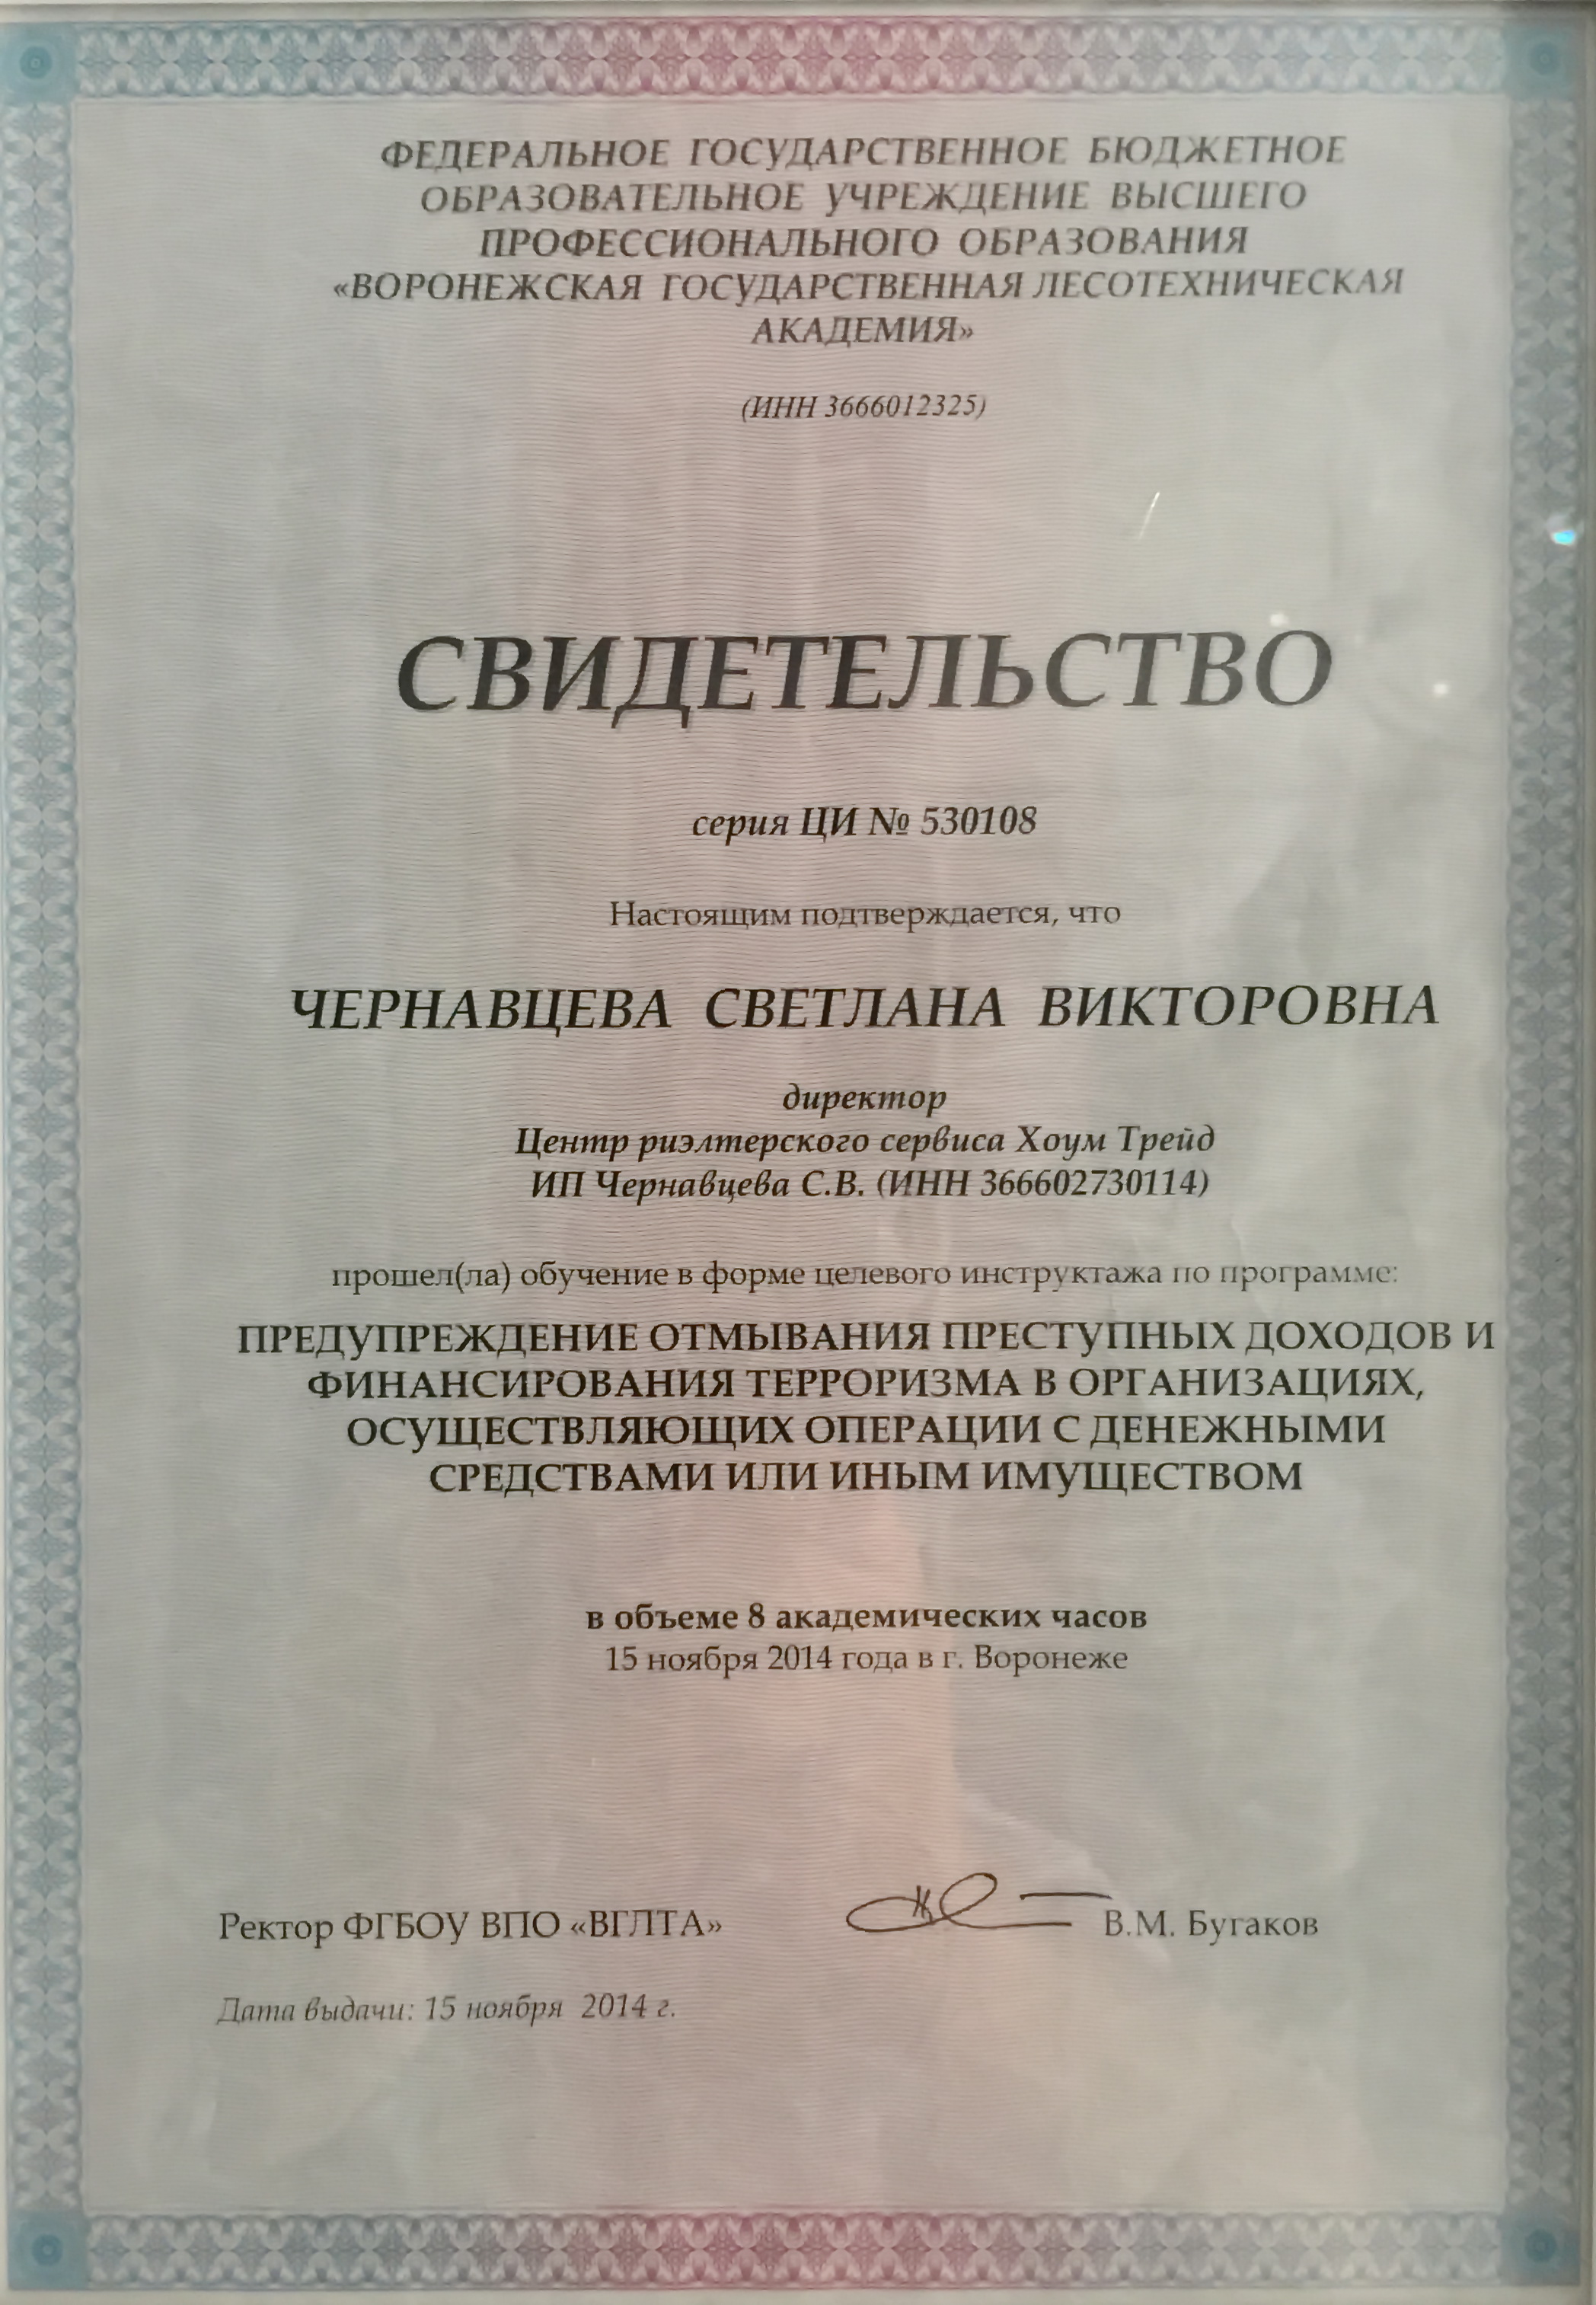 ФЕДЕРАЛЬНОЕ ГОСУДАРСТВЕННОЕ БЮДЖЕТНОЕ
ОБРАЗОВАТЕЛЬНОЕ УЧРЕЖДЕНИЕ ВЫСШЕГО
ПРОФЕССИОНАЛЬНОГО ОБРАЗОВАНИЯ
«ВОРОНЕЖСКАЯ ГОСУДАРСТВЕННАЯ ЛЕСОТЕХНИЧЕСКАЯ
АКАДЕМИЯ»
(ИНН 3666012325)
СВИДЕТЕЛЬСТВО
серия ЦИ № 530108
Настоящим подтверждается, что
ЧЕРНАВЦЕВА СВЕТЛАНА ВИКТОРОВНА
директор
Центр риэлтерского сервиса Хоум Трейд
ИП Чернавцева С.В. (ИНН 366602730114)
прошел(ла) обучение в форме целевого инструктажа по программе:
ПРЕДУПРЕЖДЕНИЕ ОТМЫВАНИЯ ПРЕСТУПНЫХ ДОХОДОВ И
ФИНАНСИРОВАНИЯ ТЕРРОРИЗМА В ОРГАНИЗАЦИЯХ,
ОСУЩЕСТВЛЯЮЩИХ ОПЕРАЦИИ С ДЕНЕЖНЫМИ
СРЕДСТВАМИ ИЛИ ИНЫМ ИМУЩЕСТВОМ
в объеме 8 академических часов
15 ноября 2014 года в г. Воронеже
Ректор ФГБОУ ВПО «ВГЛТА» В.М. Бугаков
Дата выдачи: 15 ноября 2014 г.